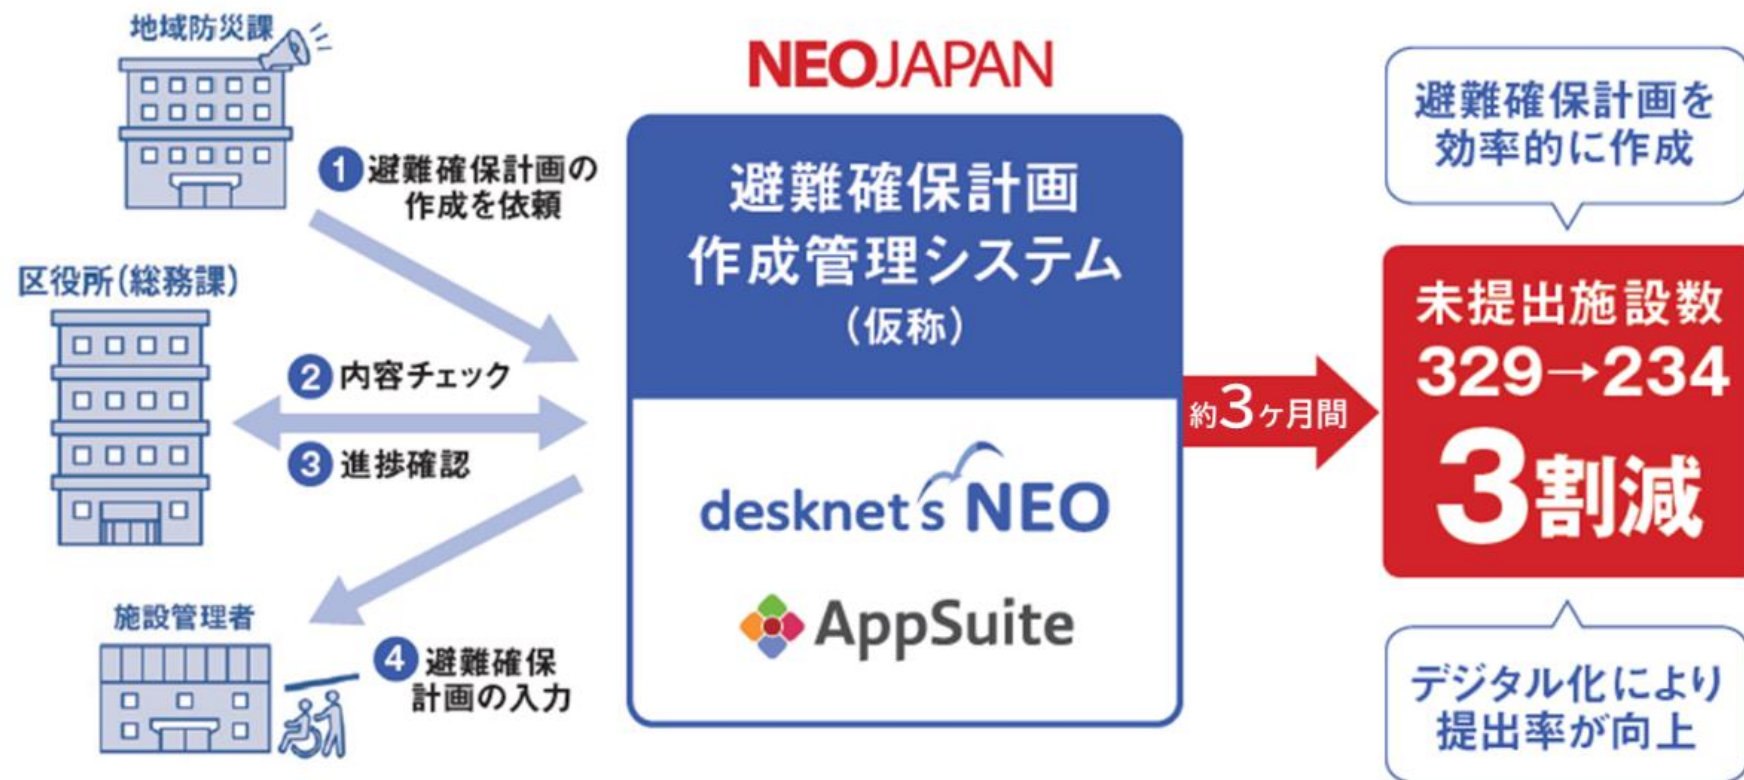 地域防災課
1 避難確保計画の
作成を依頼
区役所(総務課)
2 内容チェック
3 進捗確認
施設管理者
4 避難確保
計画の入力
NEOJAPAN
避難確保計画
作成管理システム
(仮称)
desknet's NEO
AppSuite
約3ヶ月間
避難確保計画を
効率的に作成
未提出施設数
329→234
3割減
デジタル化により
提出率が向上